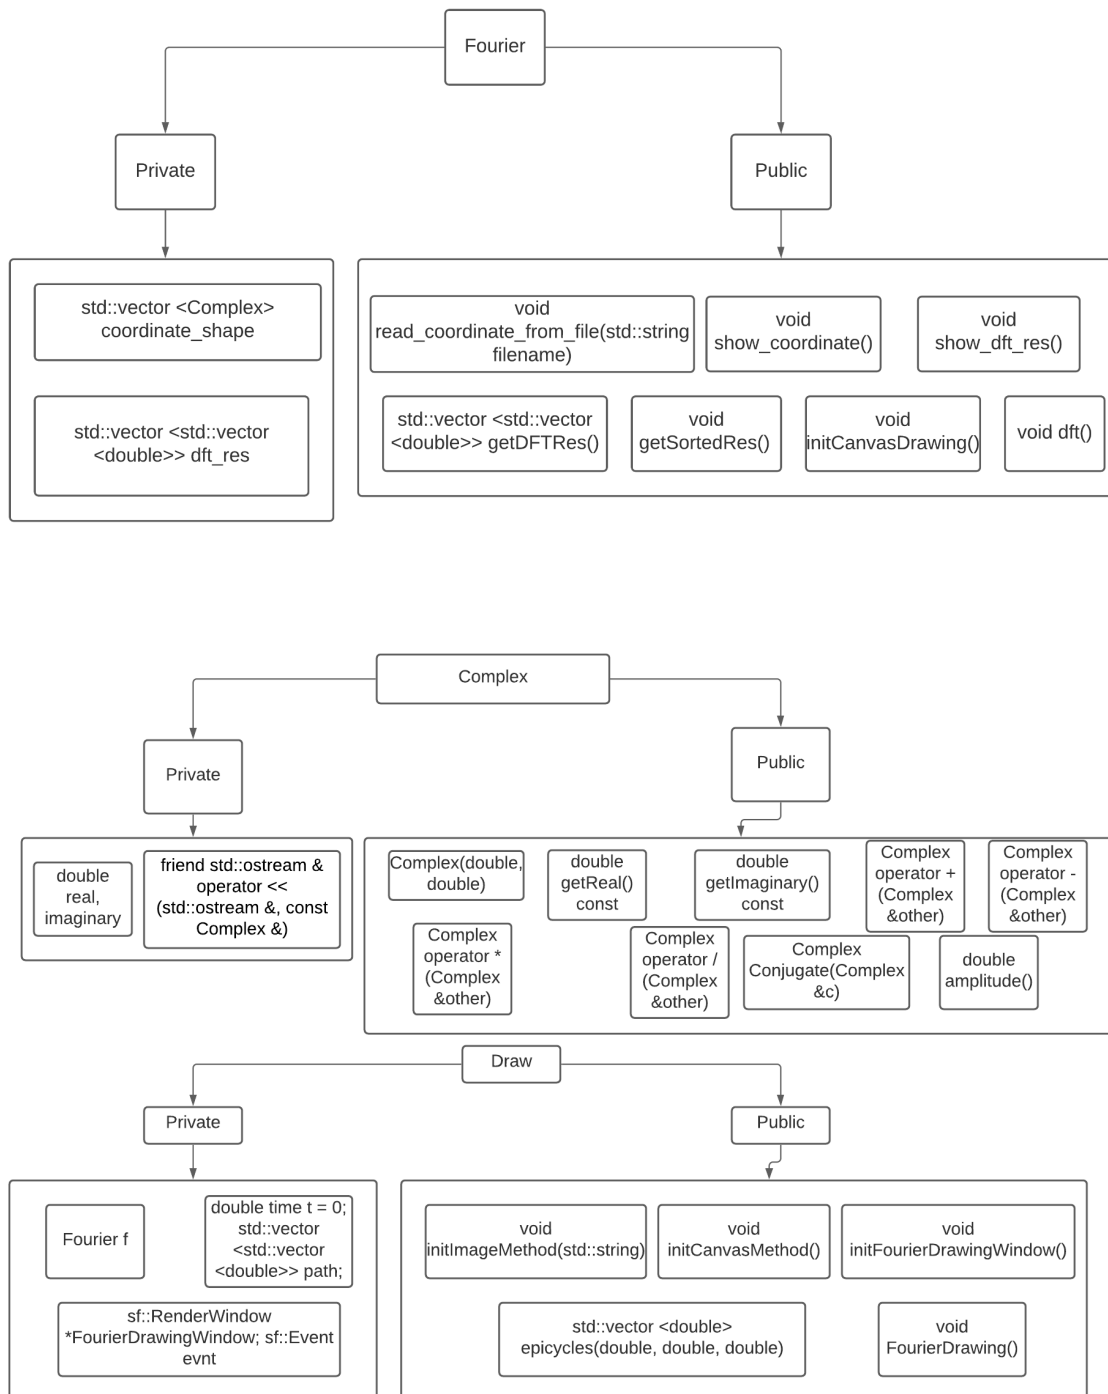 Fourier
Private
Public
std::vector <Complex>
coordinate_shape
std::vector <std::vector
<double>> dft_res
void
read_coordinate_from_file(std::string
filename)
void
show_coordinate()
void
show_dft_res()
std::vector <std::vector
<double>> getDFTRes()
void
getSortedRes()
void
initCanvasDrawing()
void dft()
Complex
Private
Public
double
real,
imaginary
friend std::ostream &
operator <<
(std::ostream &, const
Complex &)
Complex(double,
double)
double
getReal()
const
double
getImaginary()
const
Complex
operator +
(Complex
&other)
Complex
operator -
(Complex
&other)
Complex
operator *
(Complex
&other)
Complex
operator /
(Complex
&other)
Complex
Conjugate(Complex
&c)
double
amplitude()
Draw
Private
Public
Fourier f
double time t = 0;
std::vector
<std::vector
<double>> path;
sf::RenderWindow
*FourierDrawingWindow; sf::Event
evnt
void
initImageMethod(std::string)
void
initCanvasMethod()
void
initFourierDrawingWindow()
std::vector <double>
epicycles(double, double, double)
void
FourierDrawing()